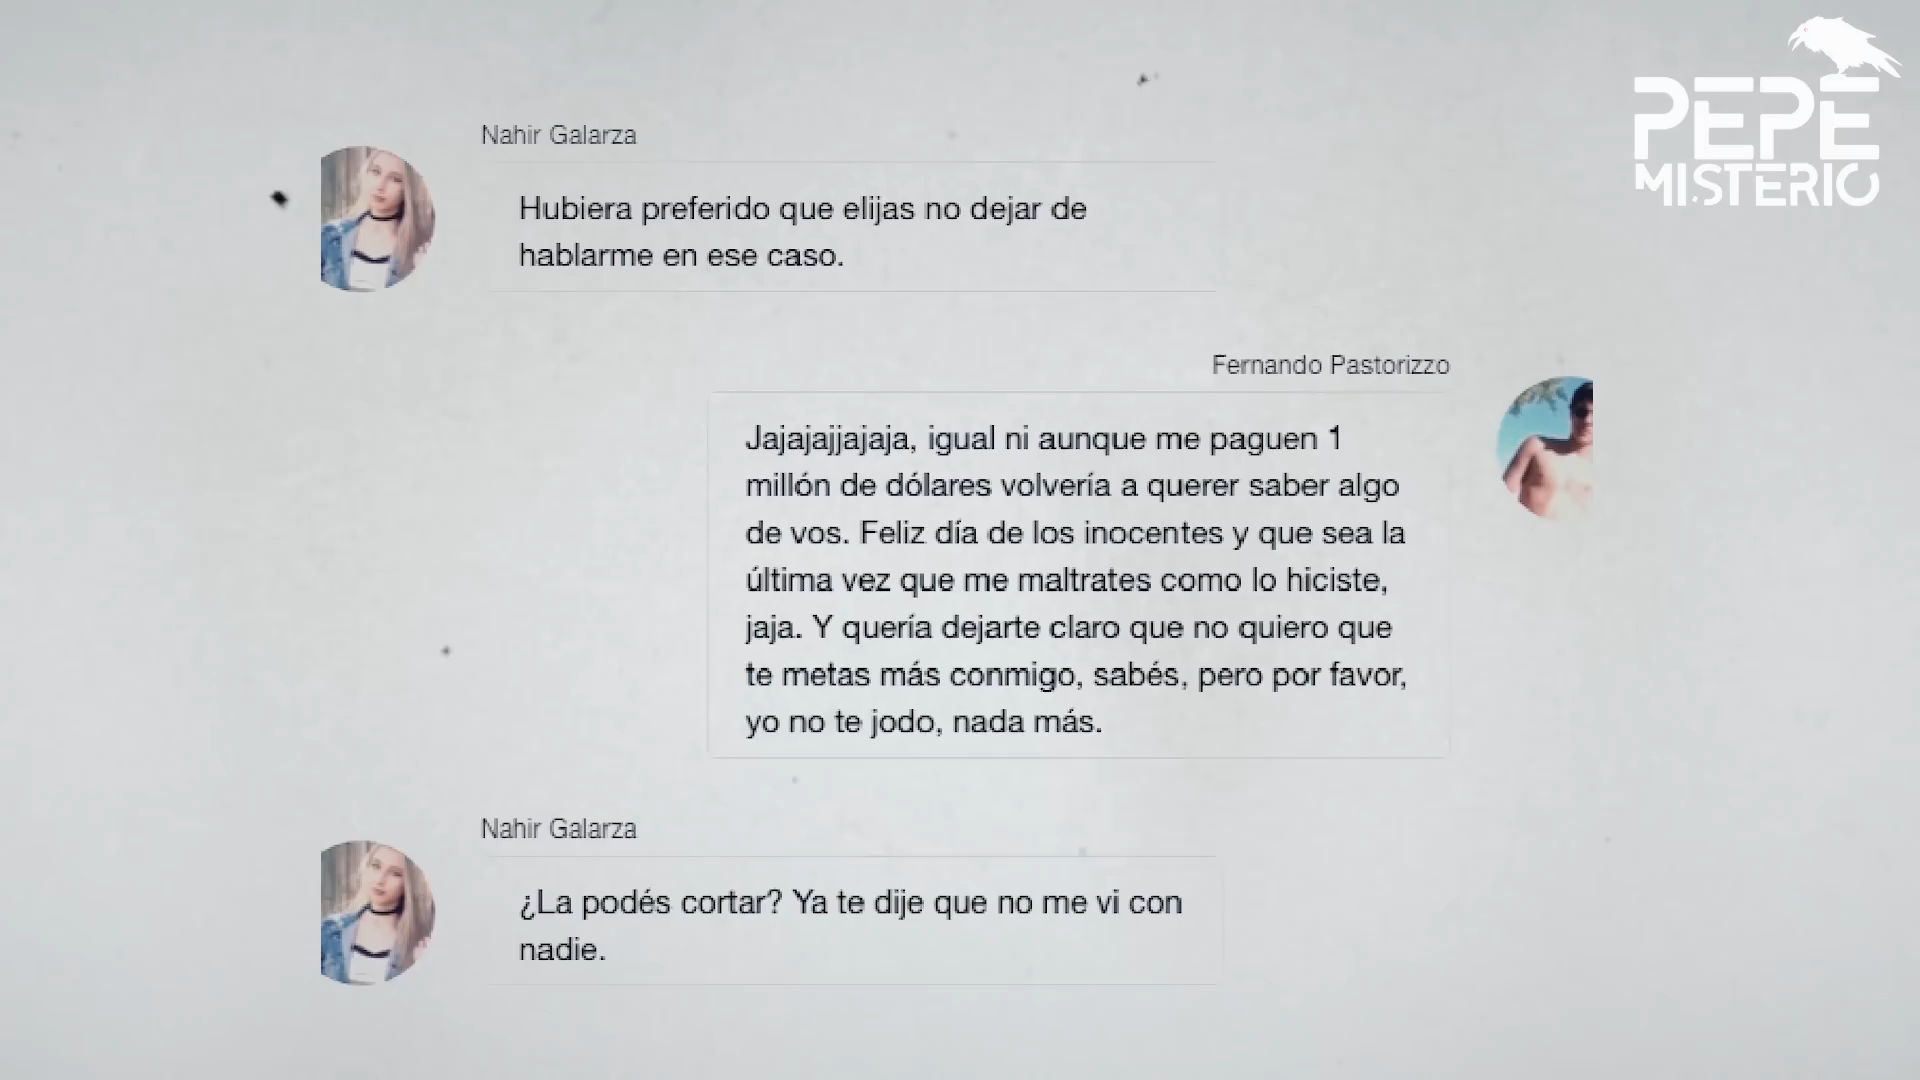 PEPE
MISTERIO
Nahir Galarza
Hubiera preferido que elijas no dejar de
hablarme en ese caso.
Fernando Pastorizzo
Jajajajjajaja, igual ni aunque me paguen 1
millón de dólares volvería a querer saber algo
de vos. Feliz día de los inocentes y que sea la
última vez que me maltrates como lo hiciste,
jaja. Y quería dejarte claro que no quiero que
te metas más conmigo, sabés, pero por favor,
yo no te jodo, nada más.
Nahir Galarza
¿La podés cortar? Ya te dije que no me vi con
nadie.